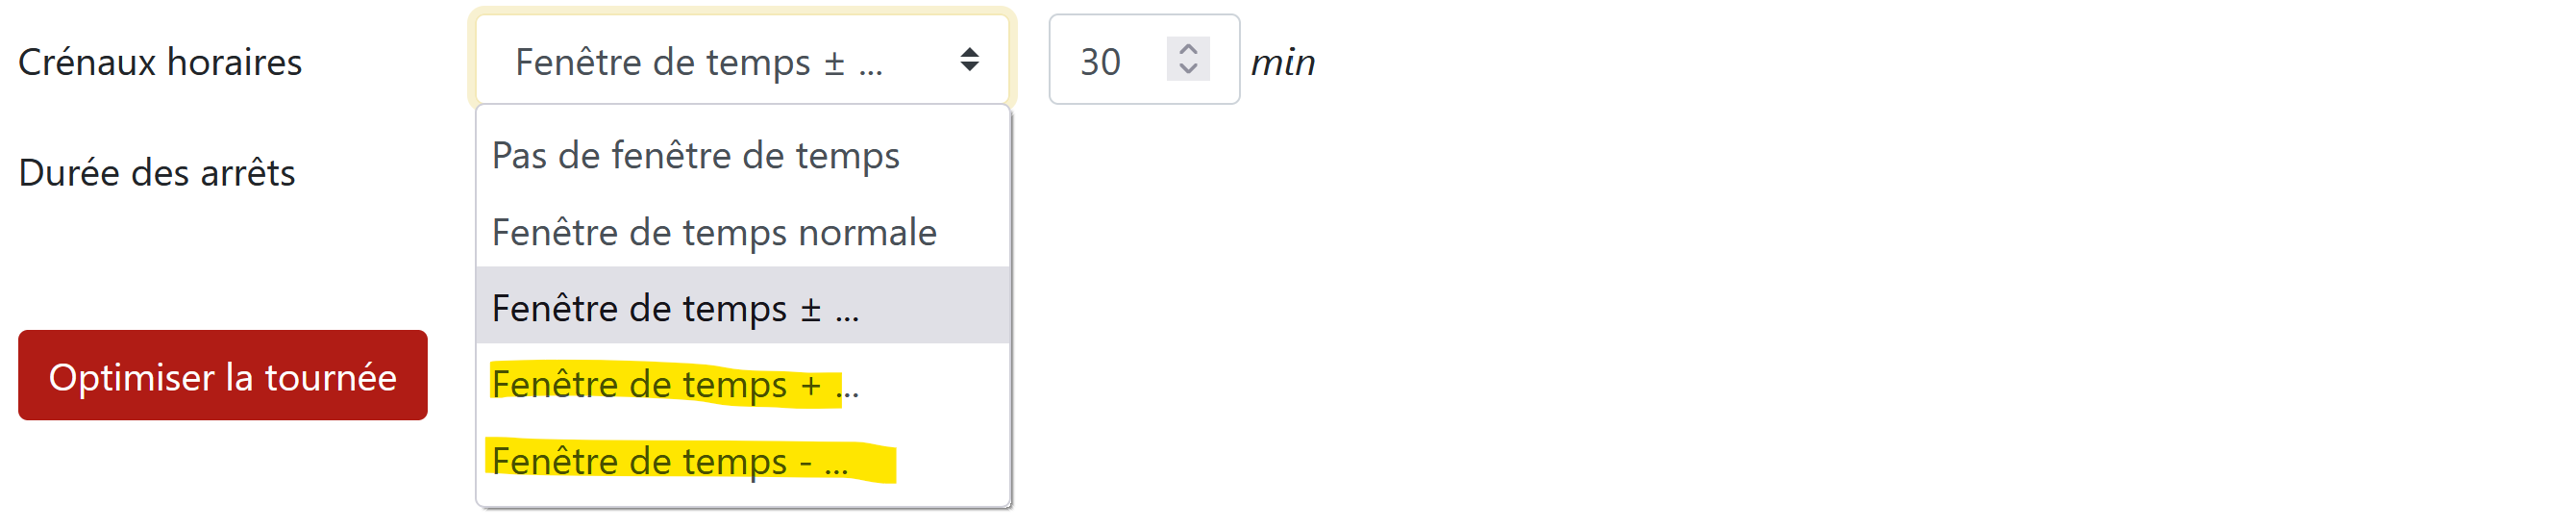 Crénaux horaires
Fenêtre de temps ± ...
30
min
Pas de fenêtre de temps
Durée des arrêts
Fenêtre de temps normale
Fenêtre de temps ± ...
Optimiser la tournée
Fenêtre de temps + ...
Fenêtre de temps - ...